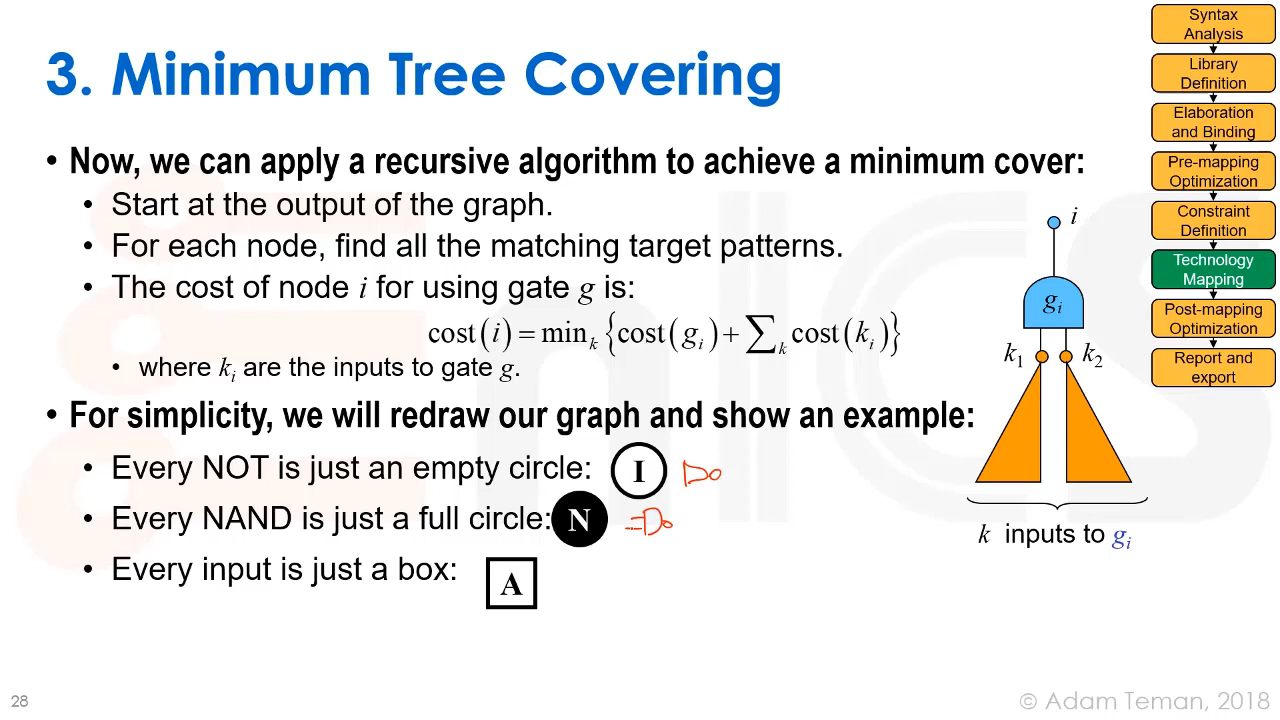 3. Minimum Tree Covering
• Now, we can apply a recursive algorithm to achieve a minimum cover:
• Start at the output of the graph.
• For each node, find all the matching target patterns.
• The cost of node i for using gate g is:
cost(i) = min_k {cost(g_i) + ∑_k cost(k_i)}
• where k_i are the inputs to gate g.
• For simplicity, we will redraw our graph and show an example:
• Every NOT is just an empty circle: I
• Every NAND is just a full circle: N
• Every input is just a box: A
i
g_i
k_1 k_2
k inputs to g_i
Syntax
Analysis
Library
Definition
Elaboration
and Binding
Pre-mapping
Optimization
Constraint
Definition
Technology
Mapping
Post-mapping
Optimization
Report and
export
28
© Adam Teman, 2018